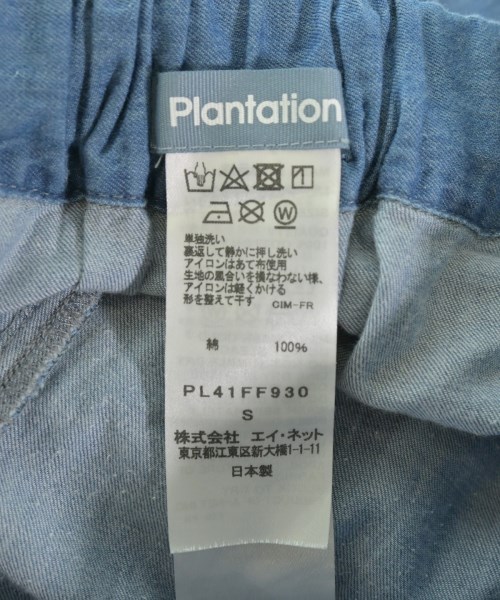 Plantation
W
単独洗い
裏返して静かに押し洗い
アイロンはあて布使用
生地の風合いを損なわない様、
アイロンは軽くかける
形を整えて干す CIM-FR
綿 100%
PL41FF930
S
株式会社 エイ・ネット
東京都江東区新大橋1-1-11
日本製